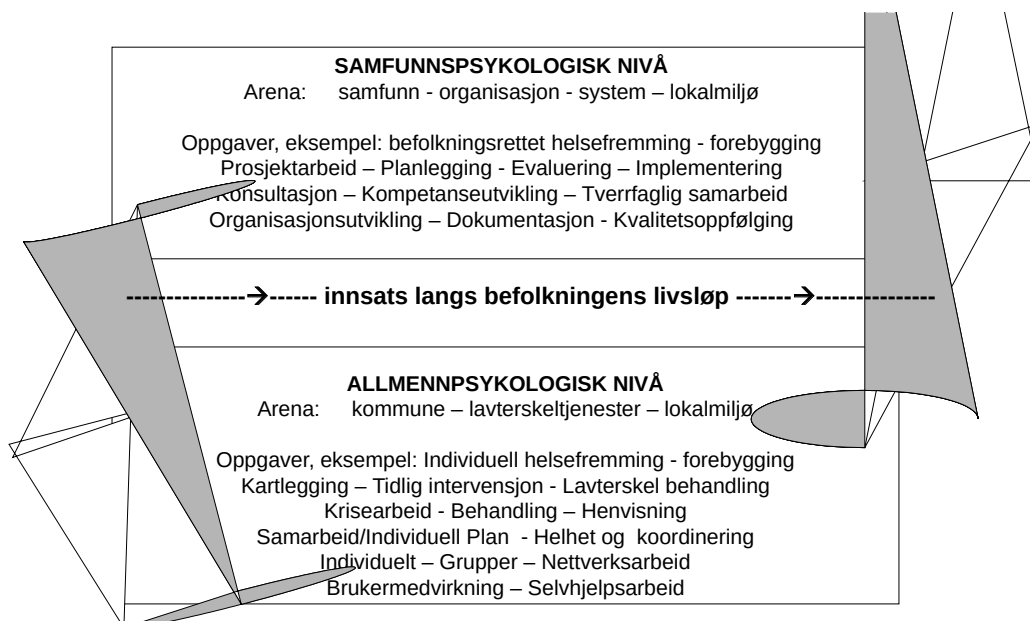 SAMFUNNSPSYKOLOGISK NIVÅ
Arena: samfunn - organisasjon - system – lokalmiljø
Oppgaver, eksempel: befolkningsrettet helsefremming - forebygging
Prosjektarbeid – Planlegging - Evaluering – Implementering
Konsultasjon – Kompetanseutvikling – Tverrfaglig samarbeid
Organisasjonsutvikling – Dokumentasjon - Kvalitetsoppfølging
--------------→------ innsats langs befolkningens livsløp -------→--------------
ALLMENNPSYKOLOGISK NIVÅ
Arena: kommune – lavterskeltjenester – lokalmiljø
Oppgaver, eksempel: Individuell helsefremming - forebygging
Kartlegging – Tidlig intervensjon - Lavterskel behandling
Krisearbeid - Behandling – Henvisning
Samarbeid/Individuell Plan - Helhet og koordinering
Individuelt – Grupper – Nettverksarbeid
Brukermedvirkning – Selvhjelpsarbeid